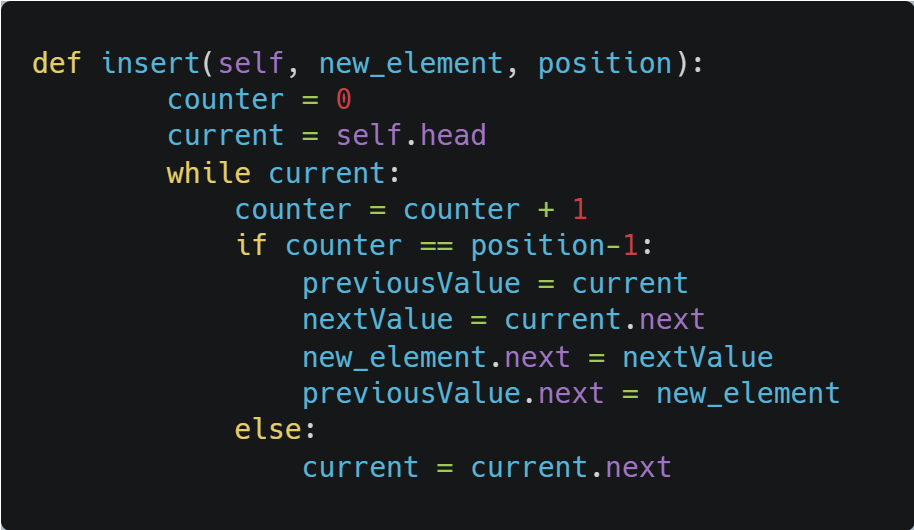 def insert(self, new_element, position):
        counter = 0
        current = self.head
        while current:
            counter = counter + 1
            if counter == position-1:
                previousValue = current
                nextValue = current.next
                new_element.next = nextValue
                previousValue.next = new_element
            else:
                current = current.next